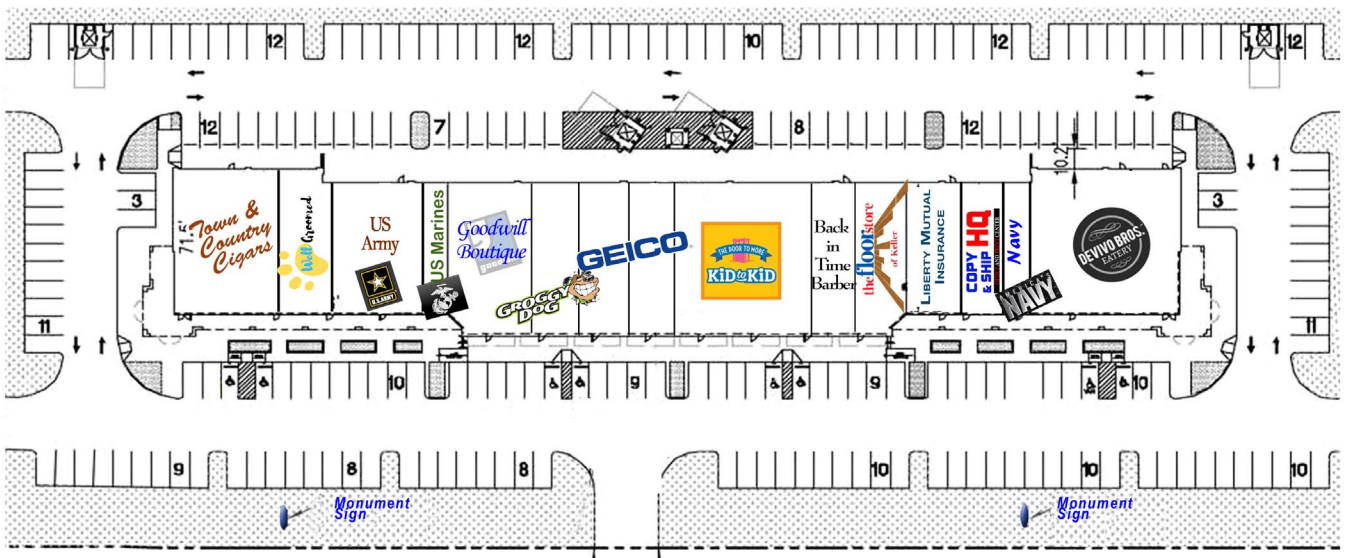 12
12
10
12
12
12
7
8
12
10.2
3
3
71.5'
Town &
Country
Cigars
Well Groomed
US
Army
U.S.ARMY
US Marines
Goodwill
Boutique
GROGGY
DOG
GEICO
THE DOOR TO MORE
KiD to KiD
Back
in
Time
Barber
the floor store
of Keller
LIBERTY MUTUAL
INSURANCE
COPY
& SHIP HQ
Navy
NAVY
DEVIVO BROS.
EATERY
11
11
10
9
9
10
9
8
8
10
10
10
Monument
Sign
Monument
Sign